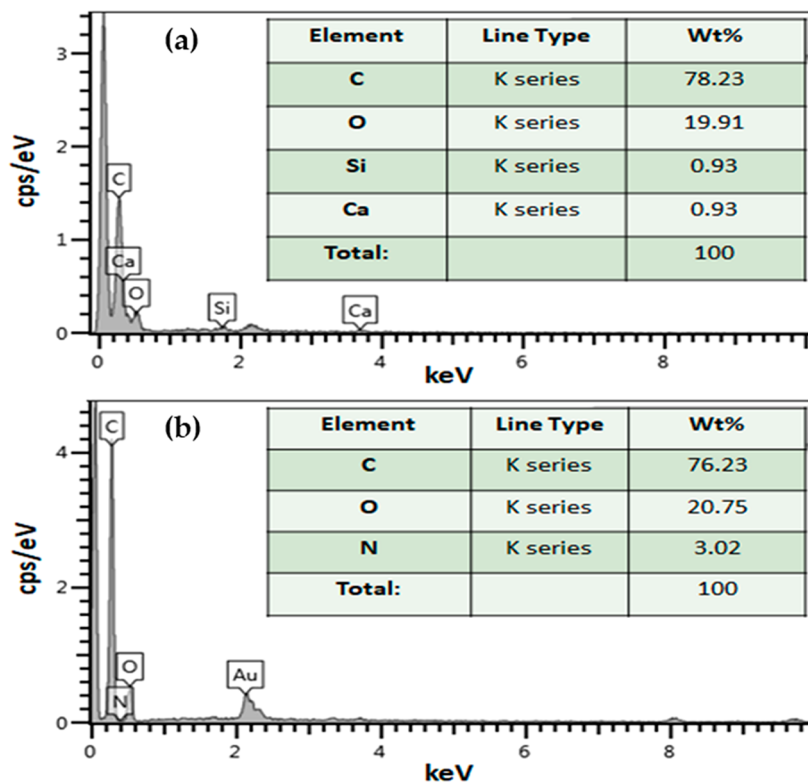 (a)
Element Line Type Wt%
C K series 78.23
O K series 19.91
Si K series 0.93
Ca K series 0.93
Total: 100
cps/eV
3
2
1
0
C
Ca
O
Si
Ca
0 2 4 6 8
keV
(b)
Element Line Type Wt%
C K series 76.23
O K series 20.75
N K series 3.02
Total: 100
cps/eV
4
2
0
C
O
N
Au
0 2 4 6 8
keV